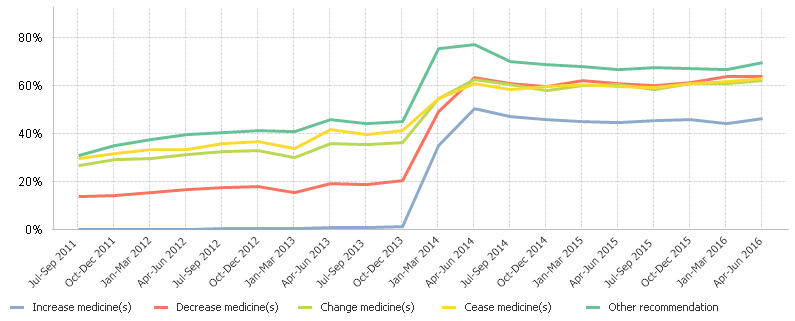 80%
60%
40%
20%
0%
Jul-Sep 2011
Oct-Dec 2011
Jan-Mar 2012
Apr-Jun 2012
Jul-Sep 2012
Oct-Dec 2012
Jan-Mar 2013
Apr-Jun 2013
Jul-Sep 2013
Oct-Dec 2013
Jan-Mar 2014
Apr-Jun 2014
Jul-Sep 2014
Oct-Dec 2014
Jan-Mar 2015
Apr-Jun 2015
Jul-Sep 2015
Oct-Dec 2015
Jan-Mar 2016
Apr-Jun 2016
Increase medicine(s) Decrease medicine(s) Change medicine(s) Cease medicine(s) Other recommendation